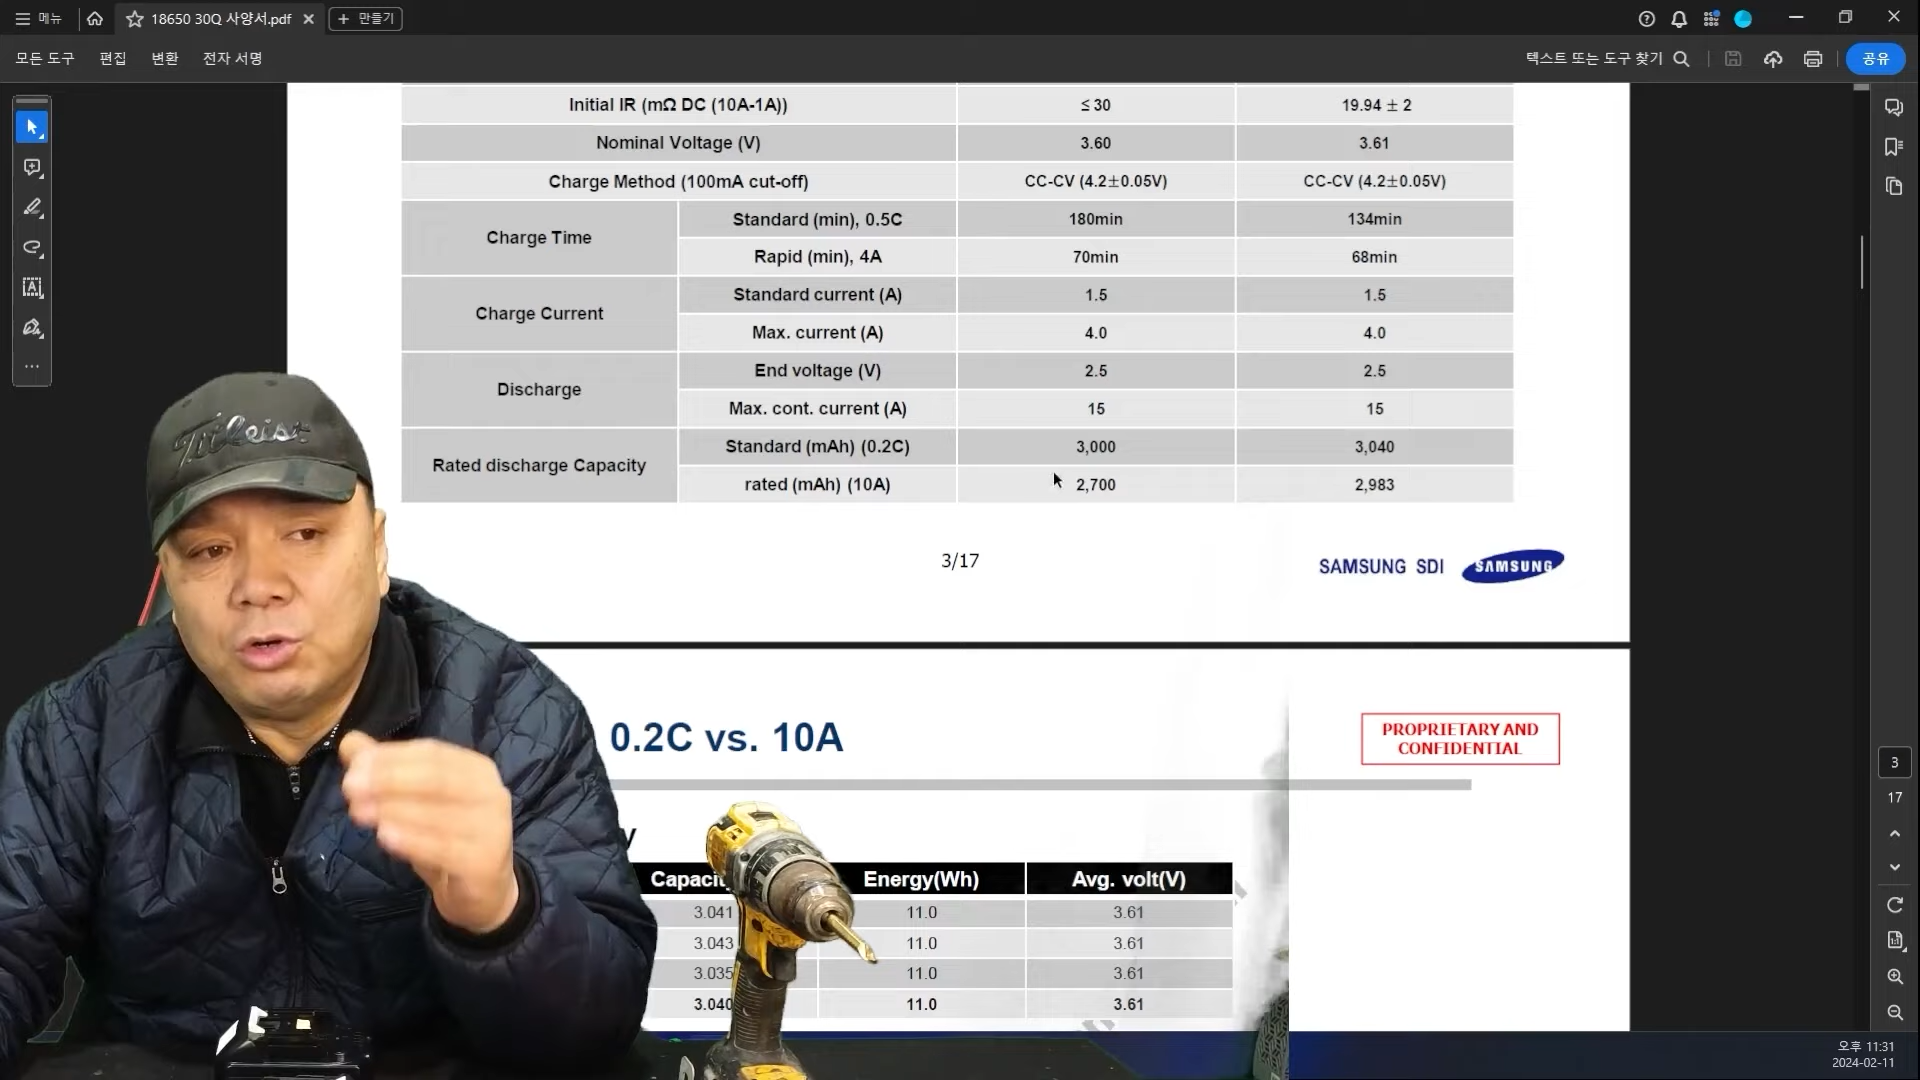 메뉴
18650 30Q 사양서.pdf
만들기
모든 도구 편집 변환 전자 서명
텍스트 또는 도구 찾기
공유
Initial IR (mΩ DC (10A-1A)) ≤ 30 19.94 ± 2
Nominal Voltage (V) 3.60 3.61
Charge Method (100mA cut-off) CC-CV (4.2±0.05V) CC-CV (4.2±0.05V)
Charge Time
Standard (min), 0.5C 180min 134min
Rapid (min), 4A 70min 68min
Charge Current
Standard current (A) 1.5 1.5
Max. current (A) 4.0 4.0
Discharge
End voltage (V) 2.5 2.5
Max. cont. current (A) 15 15
Rated discharge Capacity
Standard (mAh) (0.2C) 3,000 3,040
rated (mAh) (10A) 2,700 2,983
3/17
SAMSUNG SDI
SAMSUNG
Titleist
0.2C vs. 10A
PROPRIETARY AND
CONFIDENTIAL
y
Energy(Wh) Avg. volt(V)
3.041 11.0 3.61
3.043 11.0 3.61
3.035 11.0 3.61
3.040 11.0 3.61
3
17
오후 11:31
2024-02-11